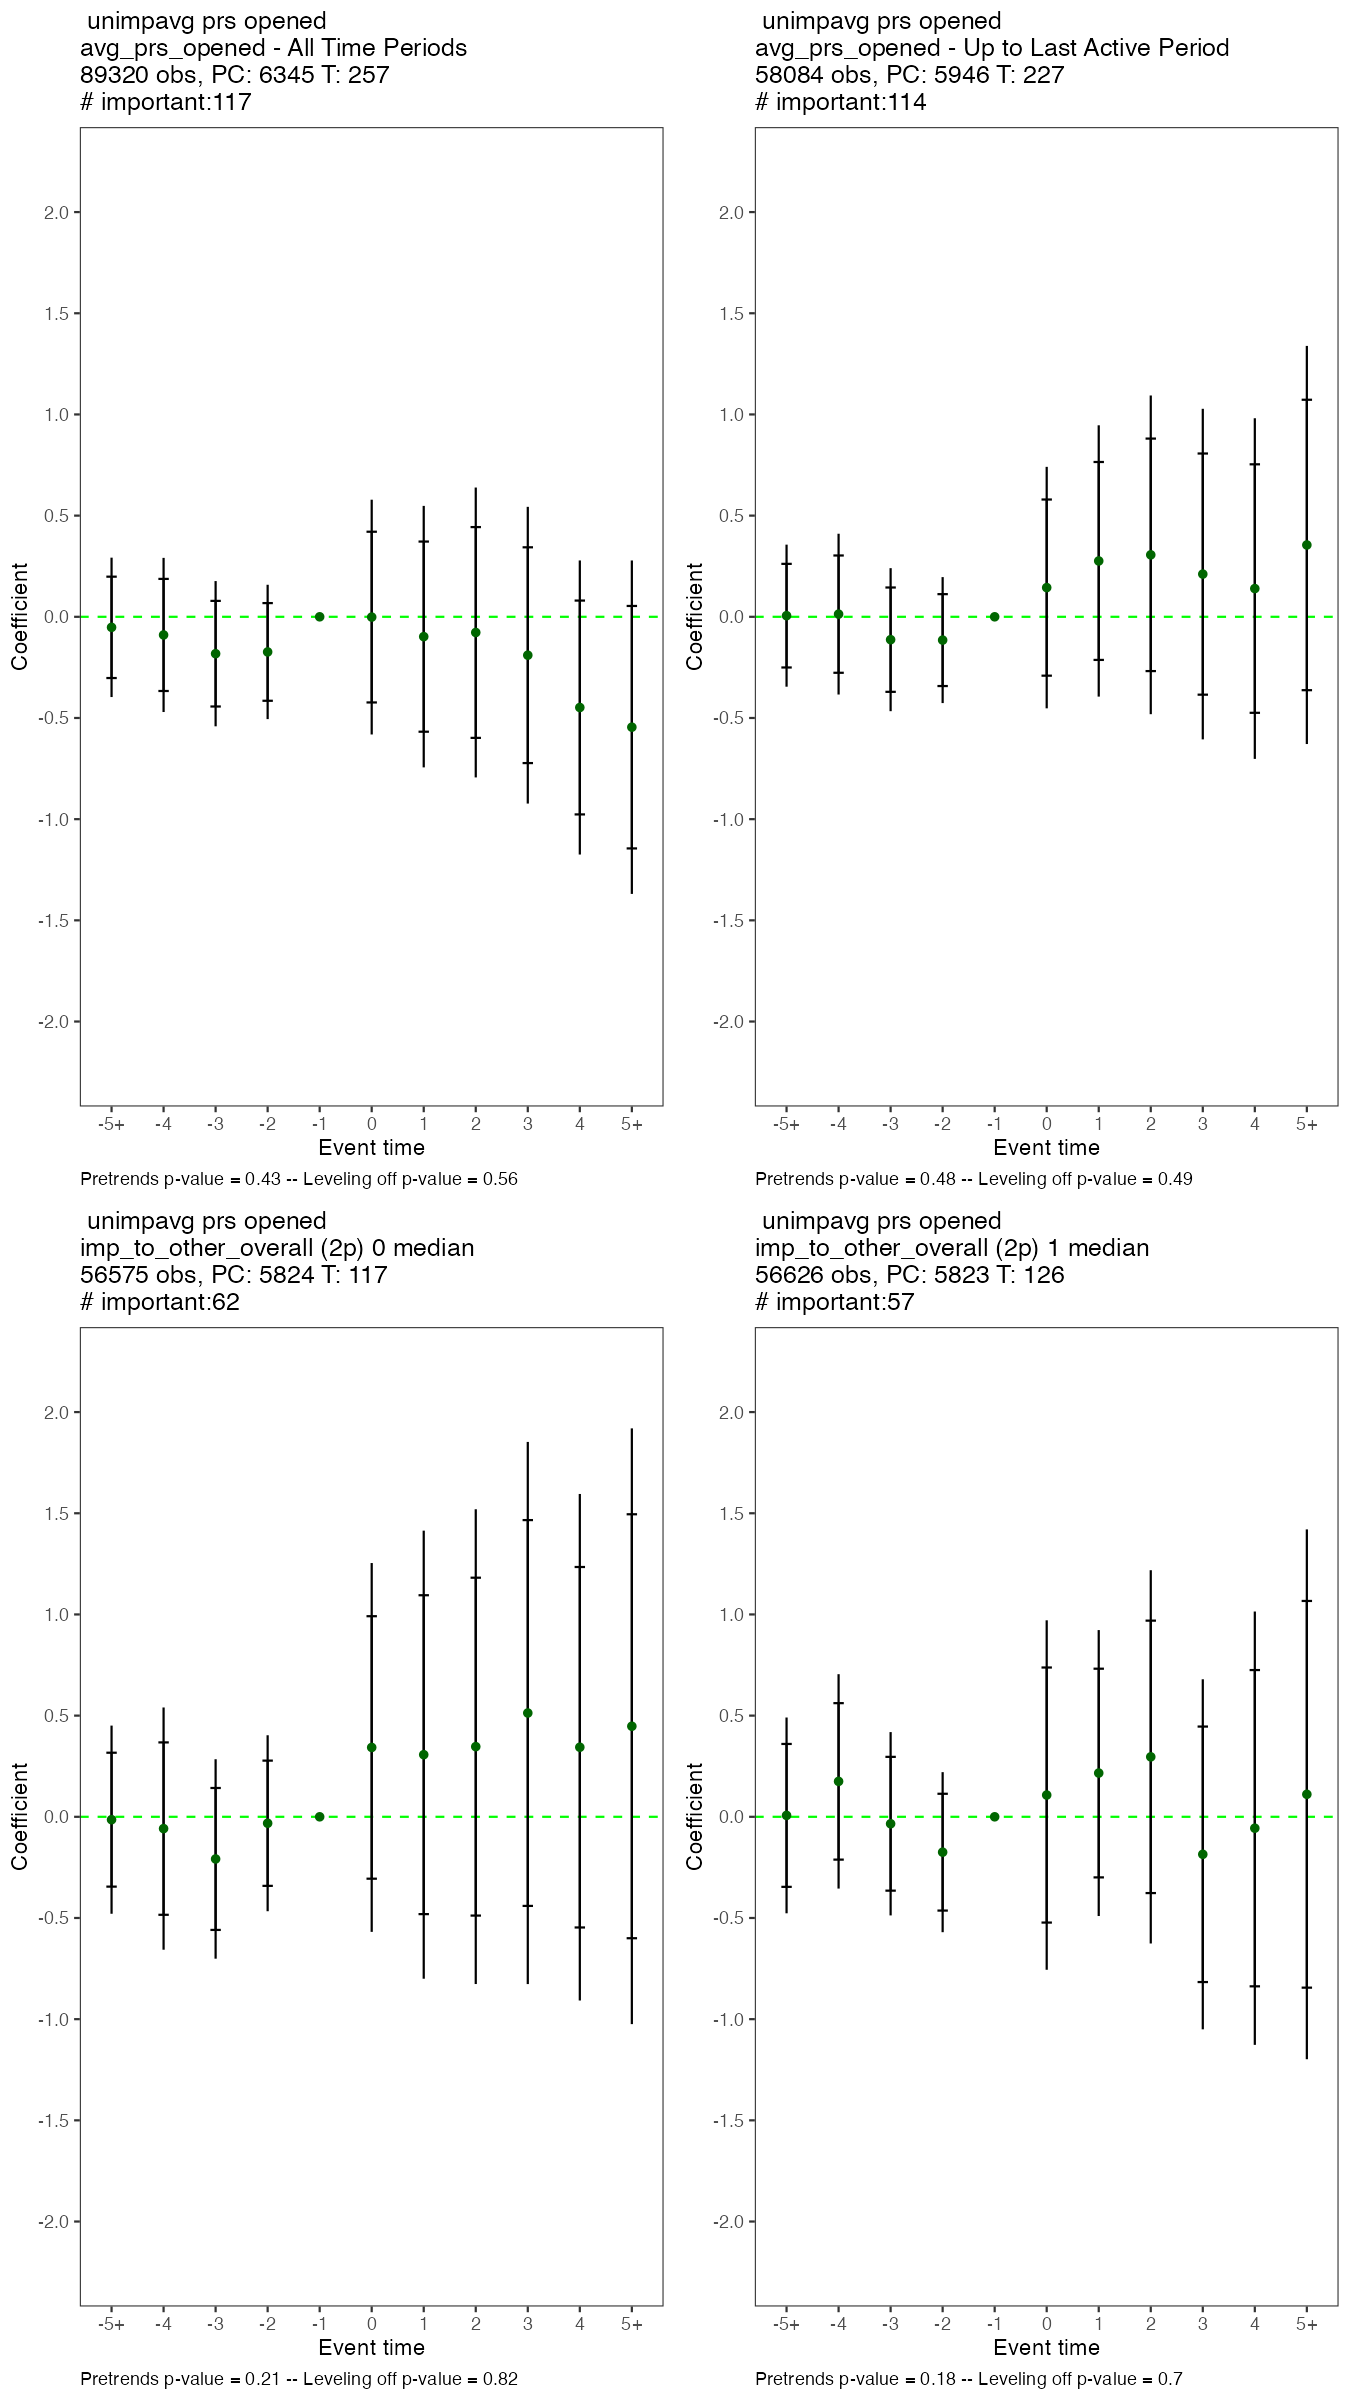 unimpavg prs opened
avg_prs_opened - All Time Periods
89320 obs, PC: 6345 T: 257
# important:117
Coefficient
2.0
1.5
1.0
0.5
0.0
-0.5
-1.0
-1.5
-2.0
-5+ -4 -3 -2 -1 0 1 2 3 4 5+
Event time
Pretrends p-value = 0.43 -- Leveling off p-value = 0.56
unimpavg prs opened
avg_prs_opened - Up to Last Active Period
58084 obs, PC: 5946 T: 227
# important:114
Coefficient
2.0
1.5
1.0
0.5
0.0
-0.5
-1.0
-1.5
-2.0
-5+ -4 -3 -2 -1 0 1 2 3 4 5+
Event time
Pretrends p-value = 0.48 -- Leveling off p-value = 0.49
unimpavg prs opened
imp_to_other_overall (2p) 0 median
56575 obs, PC: 5824 T: 117
# important:62
Coefficient
2.0
1.5
1.0
0.5
0.0
-0.5
-1.0
-1.5
-2.0
-5+ -4 -3 -2 -1 0 1 2 3 4 5+
Event time
Pretrends p-value = 0.21 -- Leveling off p-value = 0.82
unimpavg prs opened
imp_to_other_overall (2p) 1 median
56626 obs, PC: 5823 T: 126
# important:57
Coefficient
2.0
1.5
1.0
0.5
0.0
-0.5
-1.0
-1.5
-2.0
-5+ -4 -3 -2 -1 0 1 2 3 4 5+
Event time
Pretrends p-value = 0.18 -- Leveling off p-value = 0.7